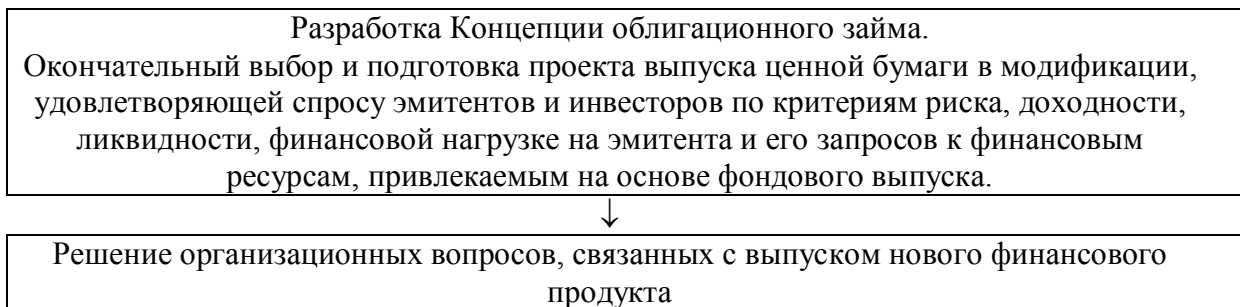 Разработка Концепции облигационного займа.
Окончательный выбор и подготовка проекта выпуска ценной бумаги в модификации,
удовлетворяющей спросу эмитентов и инвесторов по критериям риска, доходности,
ликвидности, финансовой нагрузке на эмитента и его запросов к финансовым
ресурсам, привлекаемым на основе фондового выпуска.
↓
Решение организационных вопросов, связанных с выпуском нового финансового
продукта